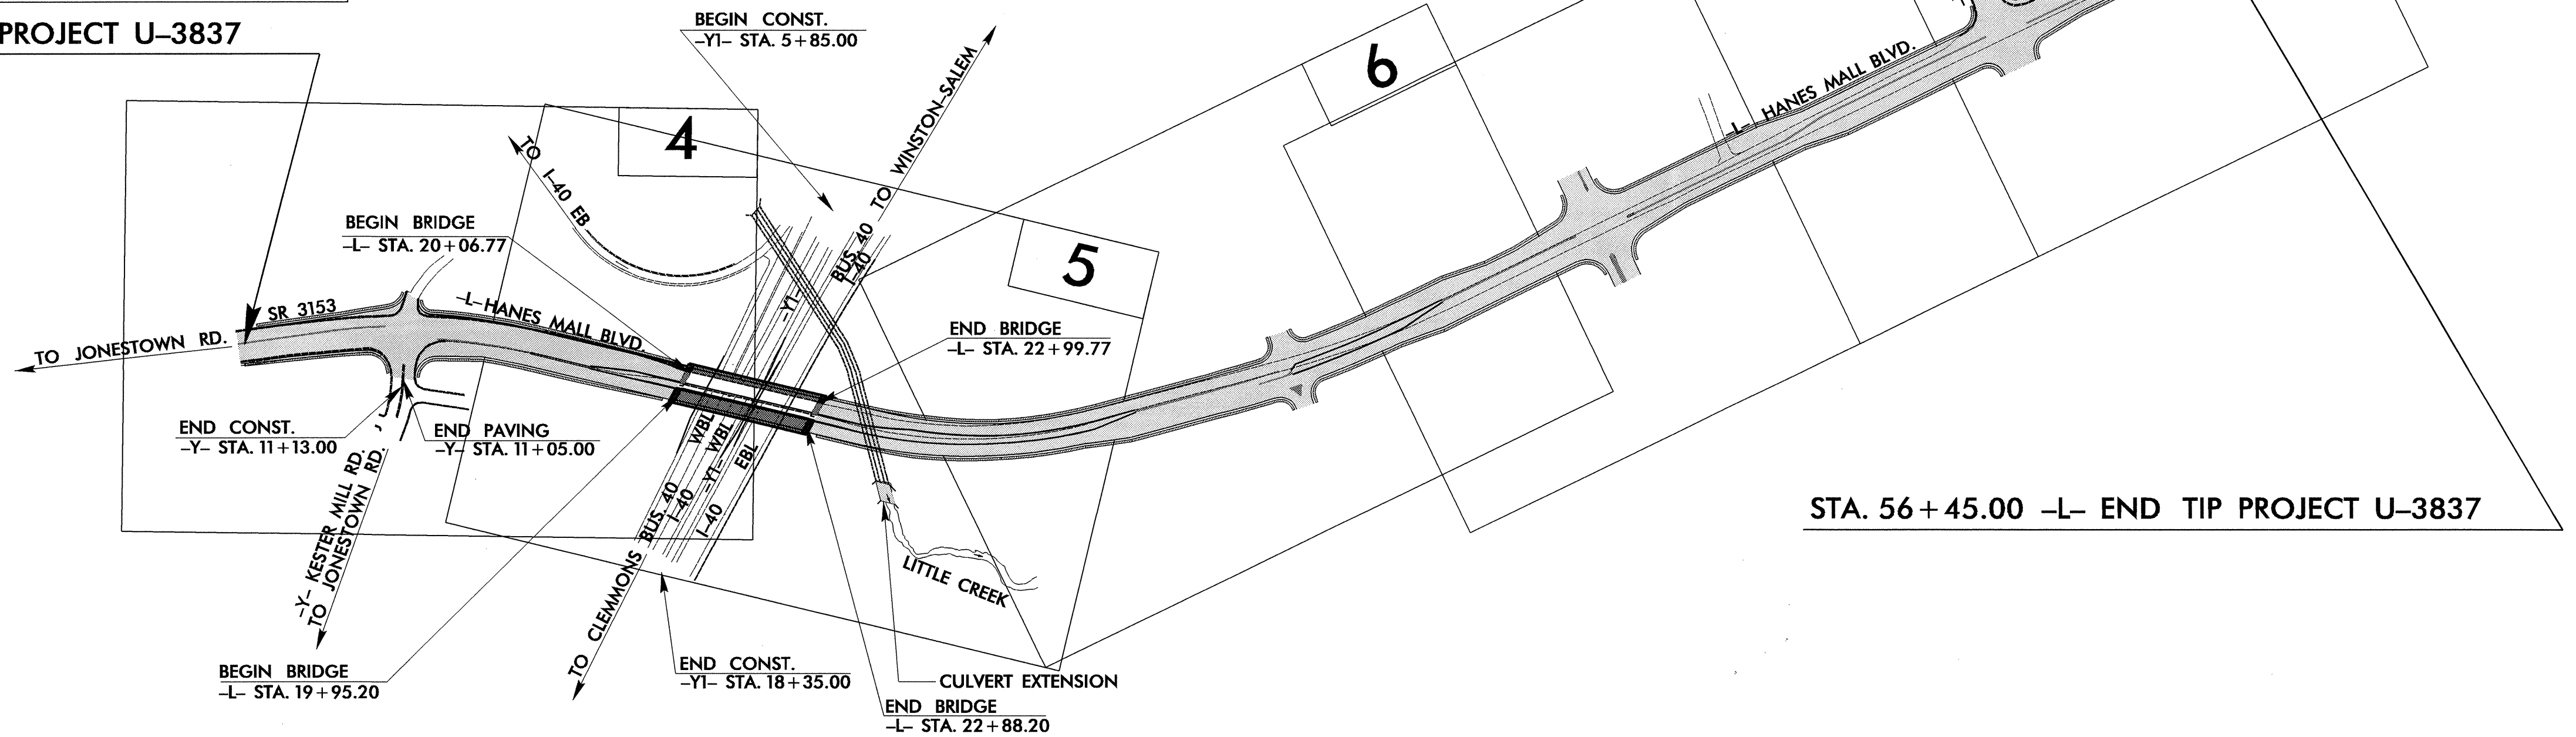 PROJECT U–3837
BEGIN CONST.
–Y1– STA. 5+85.00
TO WINSTON–SALEM
6
–L– HANES MALL BLVD.
4
TO I–40 EB
BEGIN BRIDGE
–L– STA. 20+06.77
BUS. 40
I–40
–Y1–
5
SR 3153
–L– HANES MALL BLVD.
END BRIDGE
–L– STA. 22+99.77
TO JONESTOWN RD.
END CONST.
–Y– STA. 11+13.00
END PAVING
–Y– STA. 11+05.00
WBL
WBL
–Y1–
EBL
BUS. 40
I–40
I–40
–Y– KESTER MILL RD.
TO JONESTOWN RD.
TO CLEMMONS
STA. 56+45.00 –L– END TIP PROJECT U–3837
LITTLE CREEK
BEGIN BRIDGE
–L– STA. 19+95.20
END CONST.
–Y1– STA. 18+35.00
CULVERT EXTENSION
END BRIDGE
–L– STA. 22+88.20